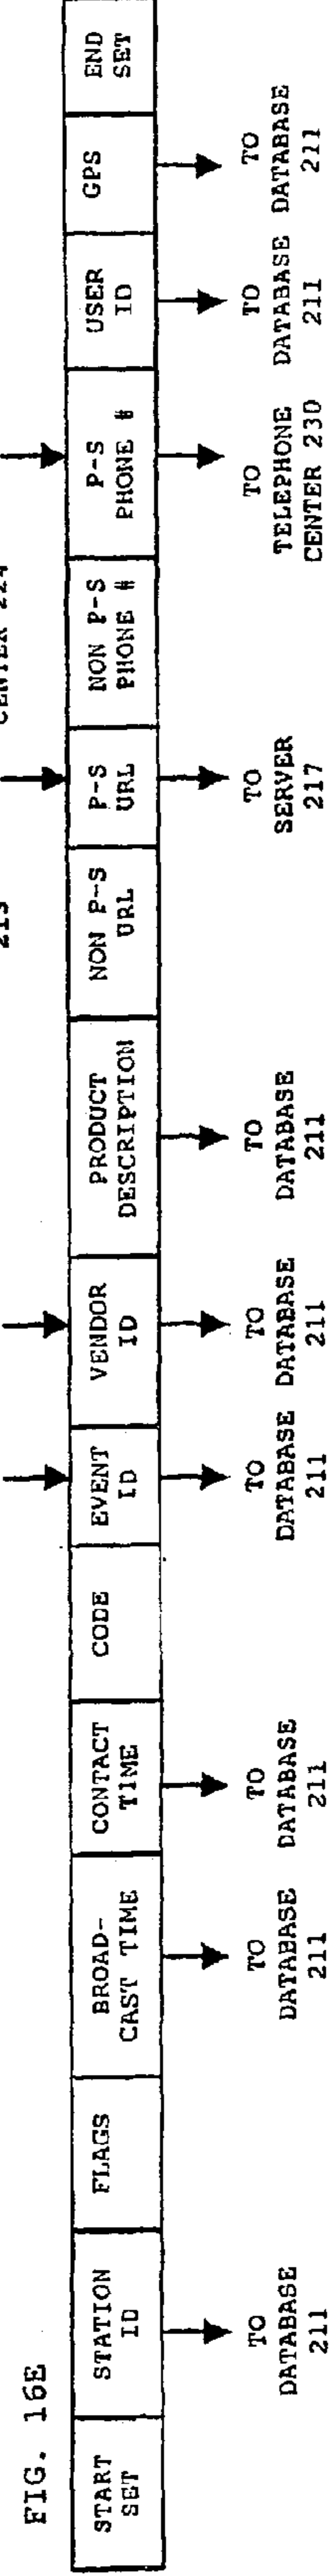 FIG. 16E
START
SET
STATION
ID
FLAGS
BROAD-
CAST TIME
CONTACT
TIME
CODE
EVENT
ID
VENDOR
ID
PRODUCT
DESCRIPTION
NON P-S
URL
P-S
URL
NON P-S
PHONE #
P-S
PHONE #
USER
ID
GPS
END
SET
TO
DATABASE
211
TO
DATABASE
211
TO
DATABASE
211
TO
DATABASE
211
TO
DATABASE
211
TO
DATABASE
211
TO
SERVER
217
TO
TELEPHONE
CENTER 230
TO
DATABASE
211
TO
DATABASE
211